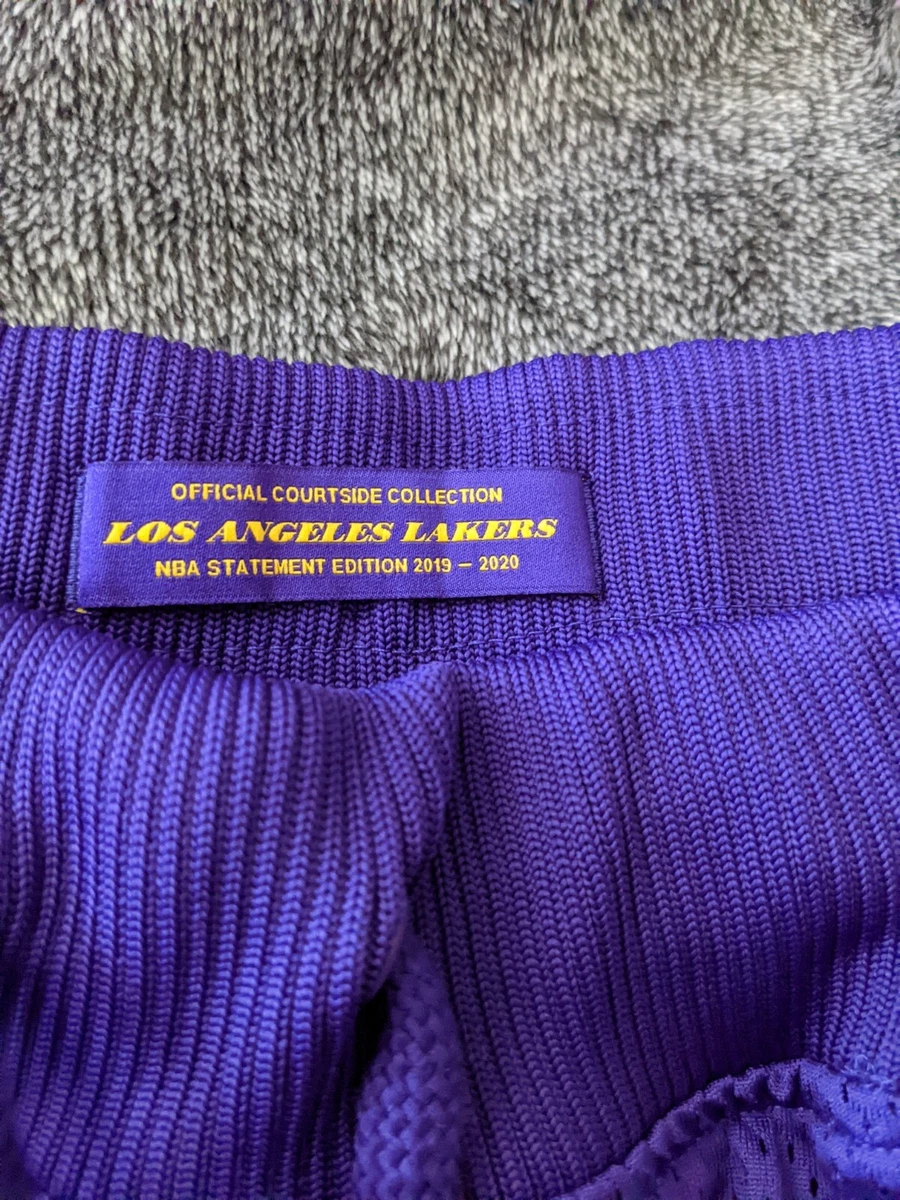 OFFICIAL COURTSIDE COLLECTION
LOS ANGELES LAKERS
NBA STATEMENT EDITION 2019 — 2020